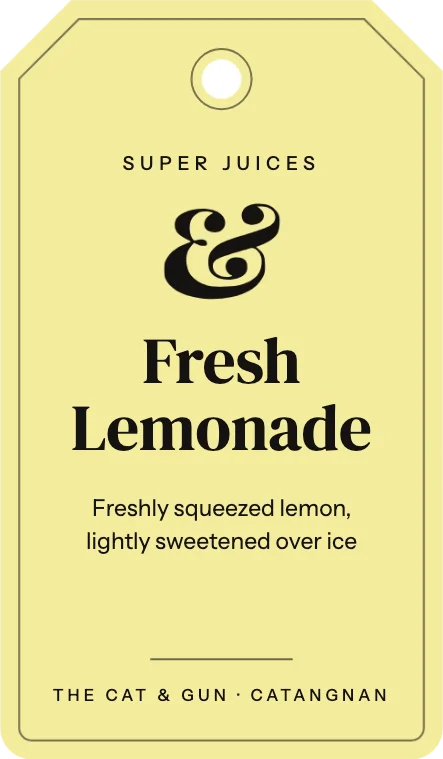 SUPER JUICES
&
Fresh
Lemonade
Freshly squeezed lemon,
lightly sweetened over ice
THE CAT & GUN · CATANGNAN